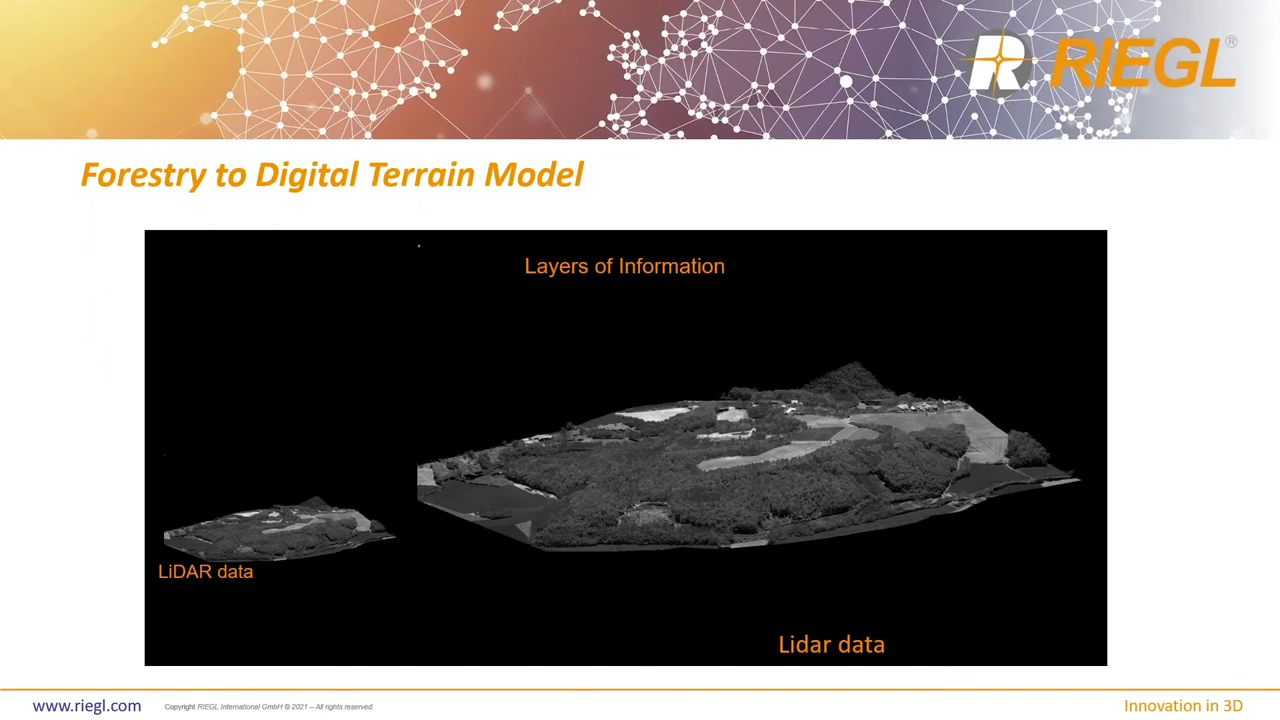 RIEGL®
Forestry to Digital Terrain Model
Layers of Information
LiDAR data
Lidar data
www.riegl.com
Copyright RIEGL International GmbH © 2021 – All rights reserved.
Innovation in 3D